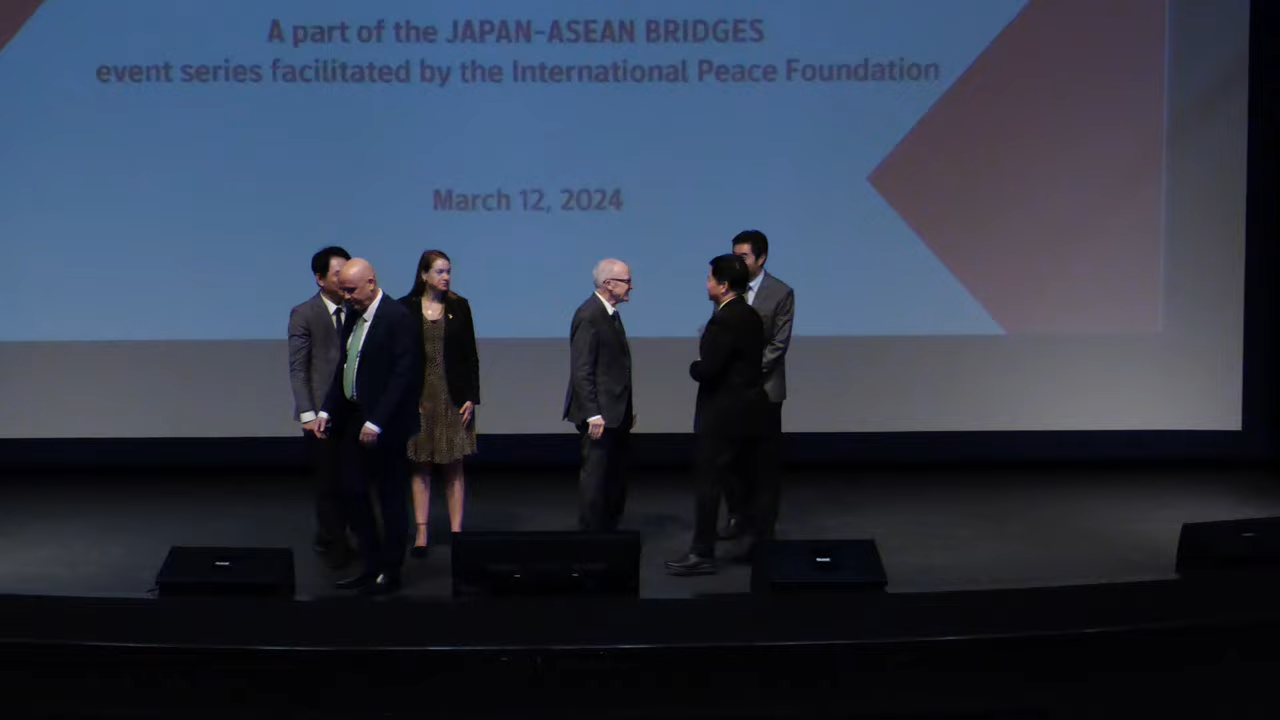 A part of the JAPAN-ASEAN BRIDGES
event series facilitated by the International Peace Foundation
March 12, 2024